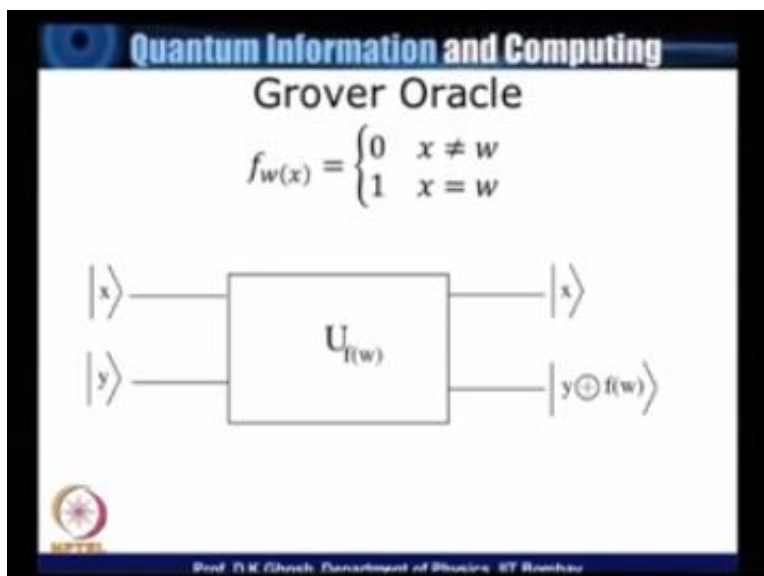 Quantum Information and Computing
Grover Oracle
f_{w(x)} = {0 x ≠ w
1 x = w
|x⟩ |x⟩
U_{f(w)}
|y⟩ |y⊕f(w)⟩
NPTEL
Prof. D.K.Ghosh, Department of Physics, IIT Bombay